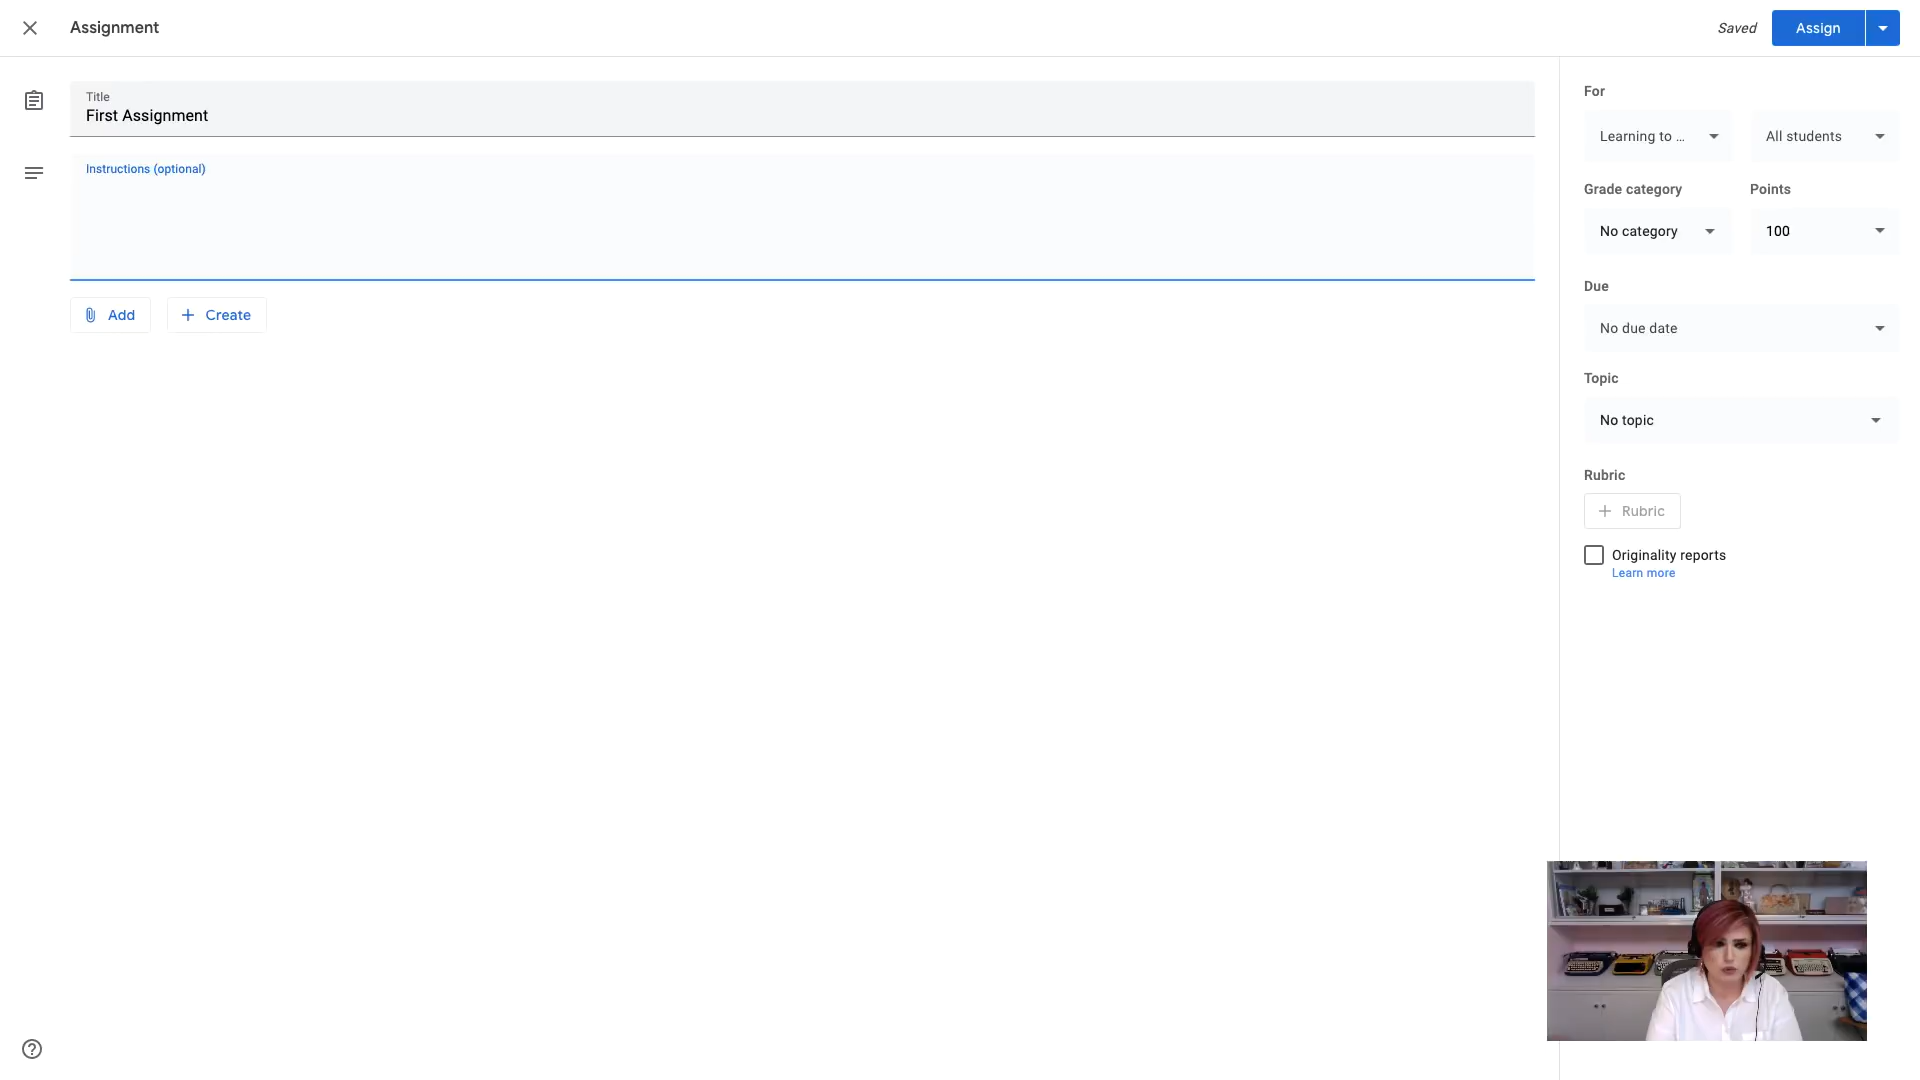 Assignment
Saved
Assign
Title
First Assignment
Instructions (optional)
Add
Create
For
Learning to ...
All students
Grade category
Points
No category
100
Due
No due date
Topic
No topic
Rubric
Rubric
Originality reports
Learn more